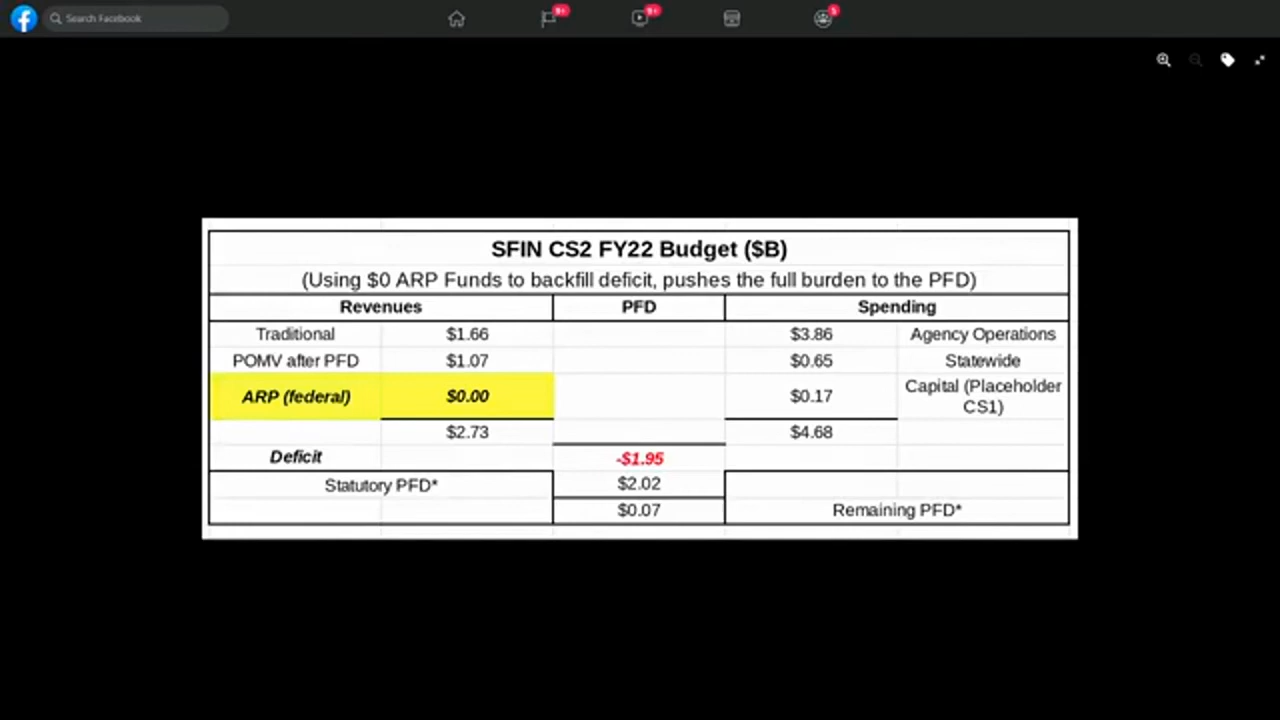 Search Facebook
9+
9+
5
SFIN CS2 FY22 Budget ($B)
(Using $0 ARP Funds to backfill deficit, pushes the full burden to the PFD)
Revenues PFD Spending
Traditional $1.66 $3.86 Agency Operations
POMV after PFD $1.07 $0.65 Statewide
ARP (federal) $0.00 $0.17 Capital (Placeholder
CS1)
$2.73 $4.68
Deficit -$1.95
Statutory PFD* $2.02
$0.07 Remaining PFD*